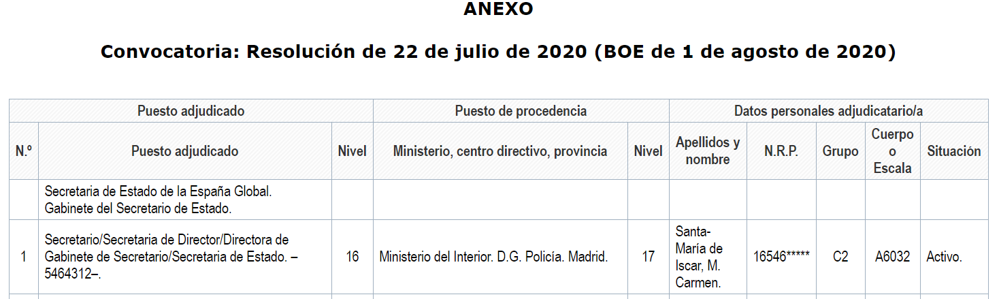 ANEXO
Convocatoria: Resolución de 22 de julio de 2020 (BOE de 1 de agosto de 2020)
Puesto adjudicado
Puesto de procedencia
Datos personales adjudicatario/a
N.º
Puesto adjudicado
Nivel
Ministerio, centro directivo, provincia
Nivel
Apellidos y
nombre
N.R.P.
Grupo
Cuerpo
o
Escala
Situación
Secretaria de Estado de la España Global.
Gabinete del Secretario de Estado.
1
Secretario/Secretaria de Director/Directora de
Gabinete de Secretario/Secretaria de Estado. –
5464312–.
16
Ministerio del Interior. D.G. Policía. Madrid.
17
Santa-
María de
Iscar, M.
Carmen.
16546*****
C2
A6032
Activo.